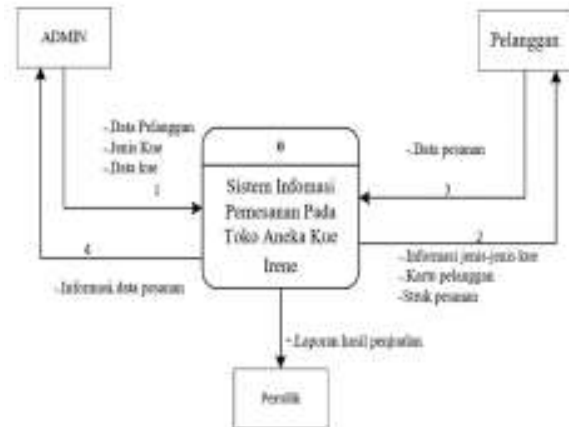 ADMIN
Pelanggan
-.Data Pelanggan
-.Jenis Kue
-.Data kue
1
0
Sistem Infomasi
Pemesanan Pada
Toko Aneka Kue
Irene
-.Data pesanan
3
4
-.Informasi data pesanan
2
-.Informasi jenis-jenis kue
-.Kartu pelanggan
-.Struk pesanan
-.Laporan hasil penjualan
Pemilik